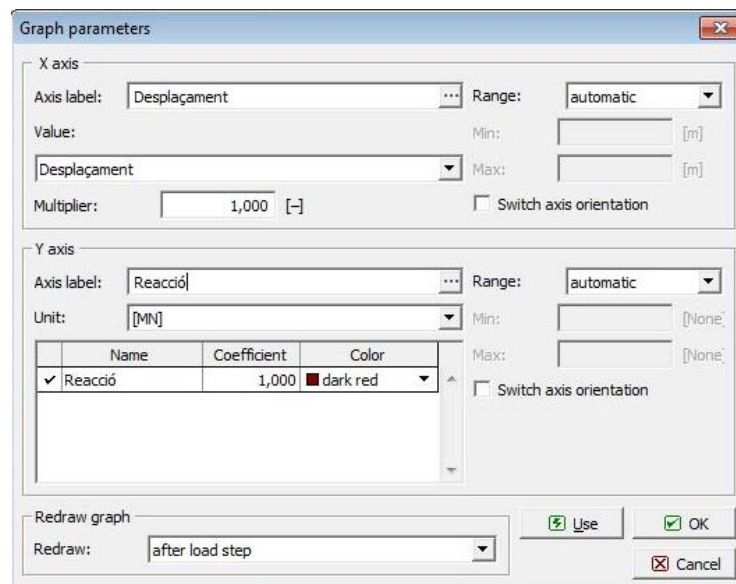 Graph parameters
X axis
Axis label: Desplaçament ... Range: automatic
Value: Min: [m]
Desplaçament Max: [m]
Multiplier: 1,000 [-] Switch axis orientation
Y axis
Axis label: Reacció ... Range: automatic
Unit: [MN] Min: [None]
Name Coefficient Color Max: [None]
Reacció 1,000 dark red Switch axis orientation
Redraw graph Use OK
Redraw: after load step Cancel